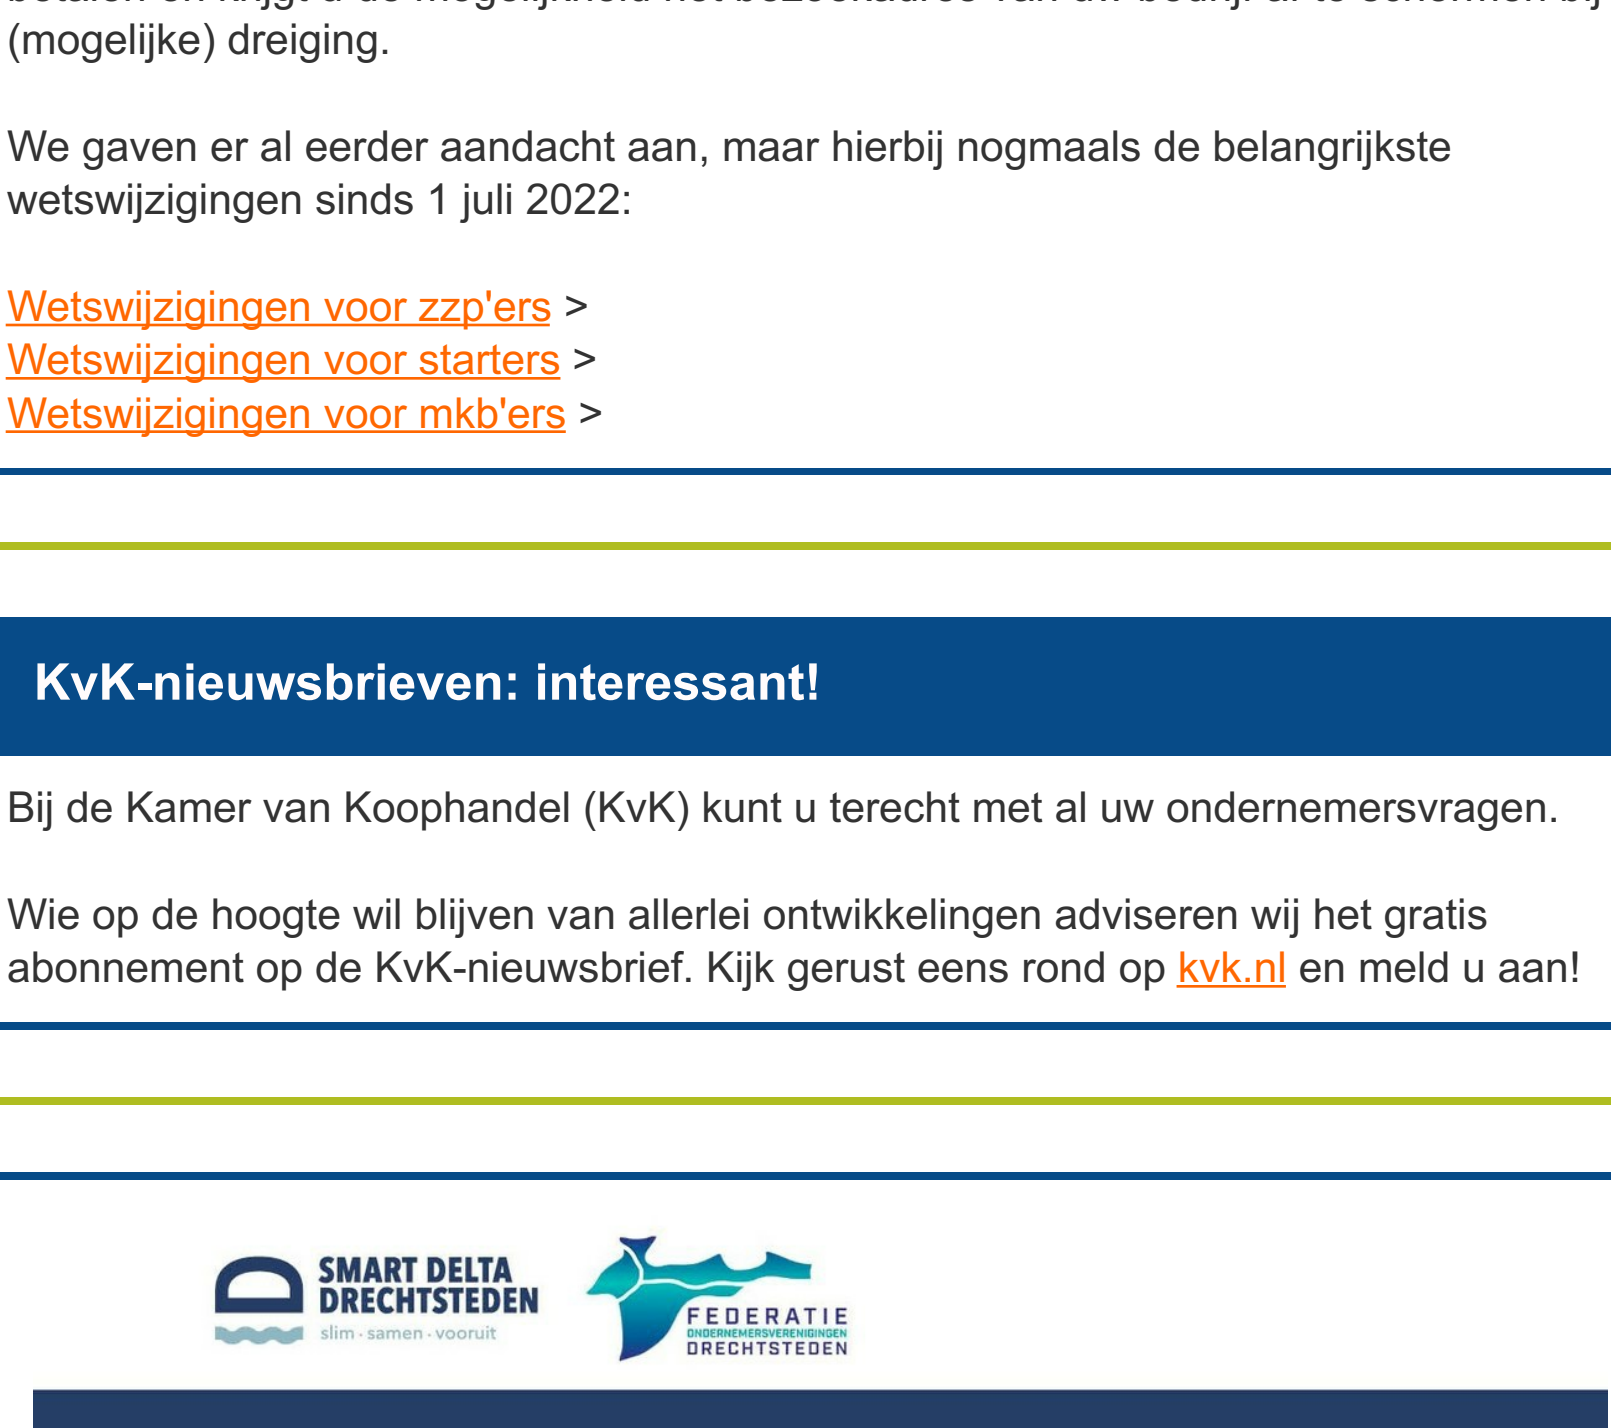 (mogelijke) dreiging.
We gaven er al eerder aandacht aan, maar hierbij nogmaals de belangrijkste
wetswijzigingen sinds 1 juli 2022:
Wetswijzigingen voor zzp'ers >
Wetswijzigingen voor starters >
Wetswijzigingen voor mkb'ers >
KvK-nieuwsbrieven: interessant!
Bij de Kamer van Koophandel (KvK) kunt u terecht met al uw ondernemersvragen.
Wie op de hoogte wil blijven van allerlei ontwikkelingen adviseren wij het gratis
abonnement op de KvK-nieuwsbrief. Kijk gerust eens rond op kvk.nl en meld u aan!
SMART DELTA
DRECHTSTEDEN
slim · samen · vooruit
FEDERATIE
ONDERNEMERSVERENIGINGEN
DRECHTSTEDEN